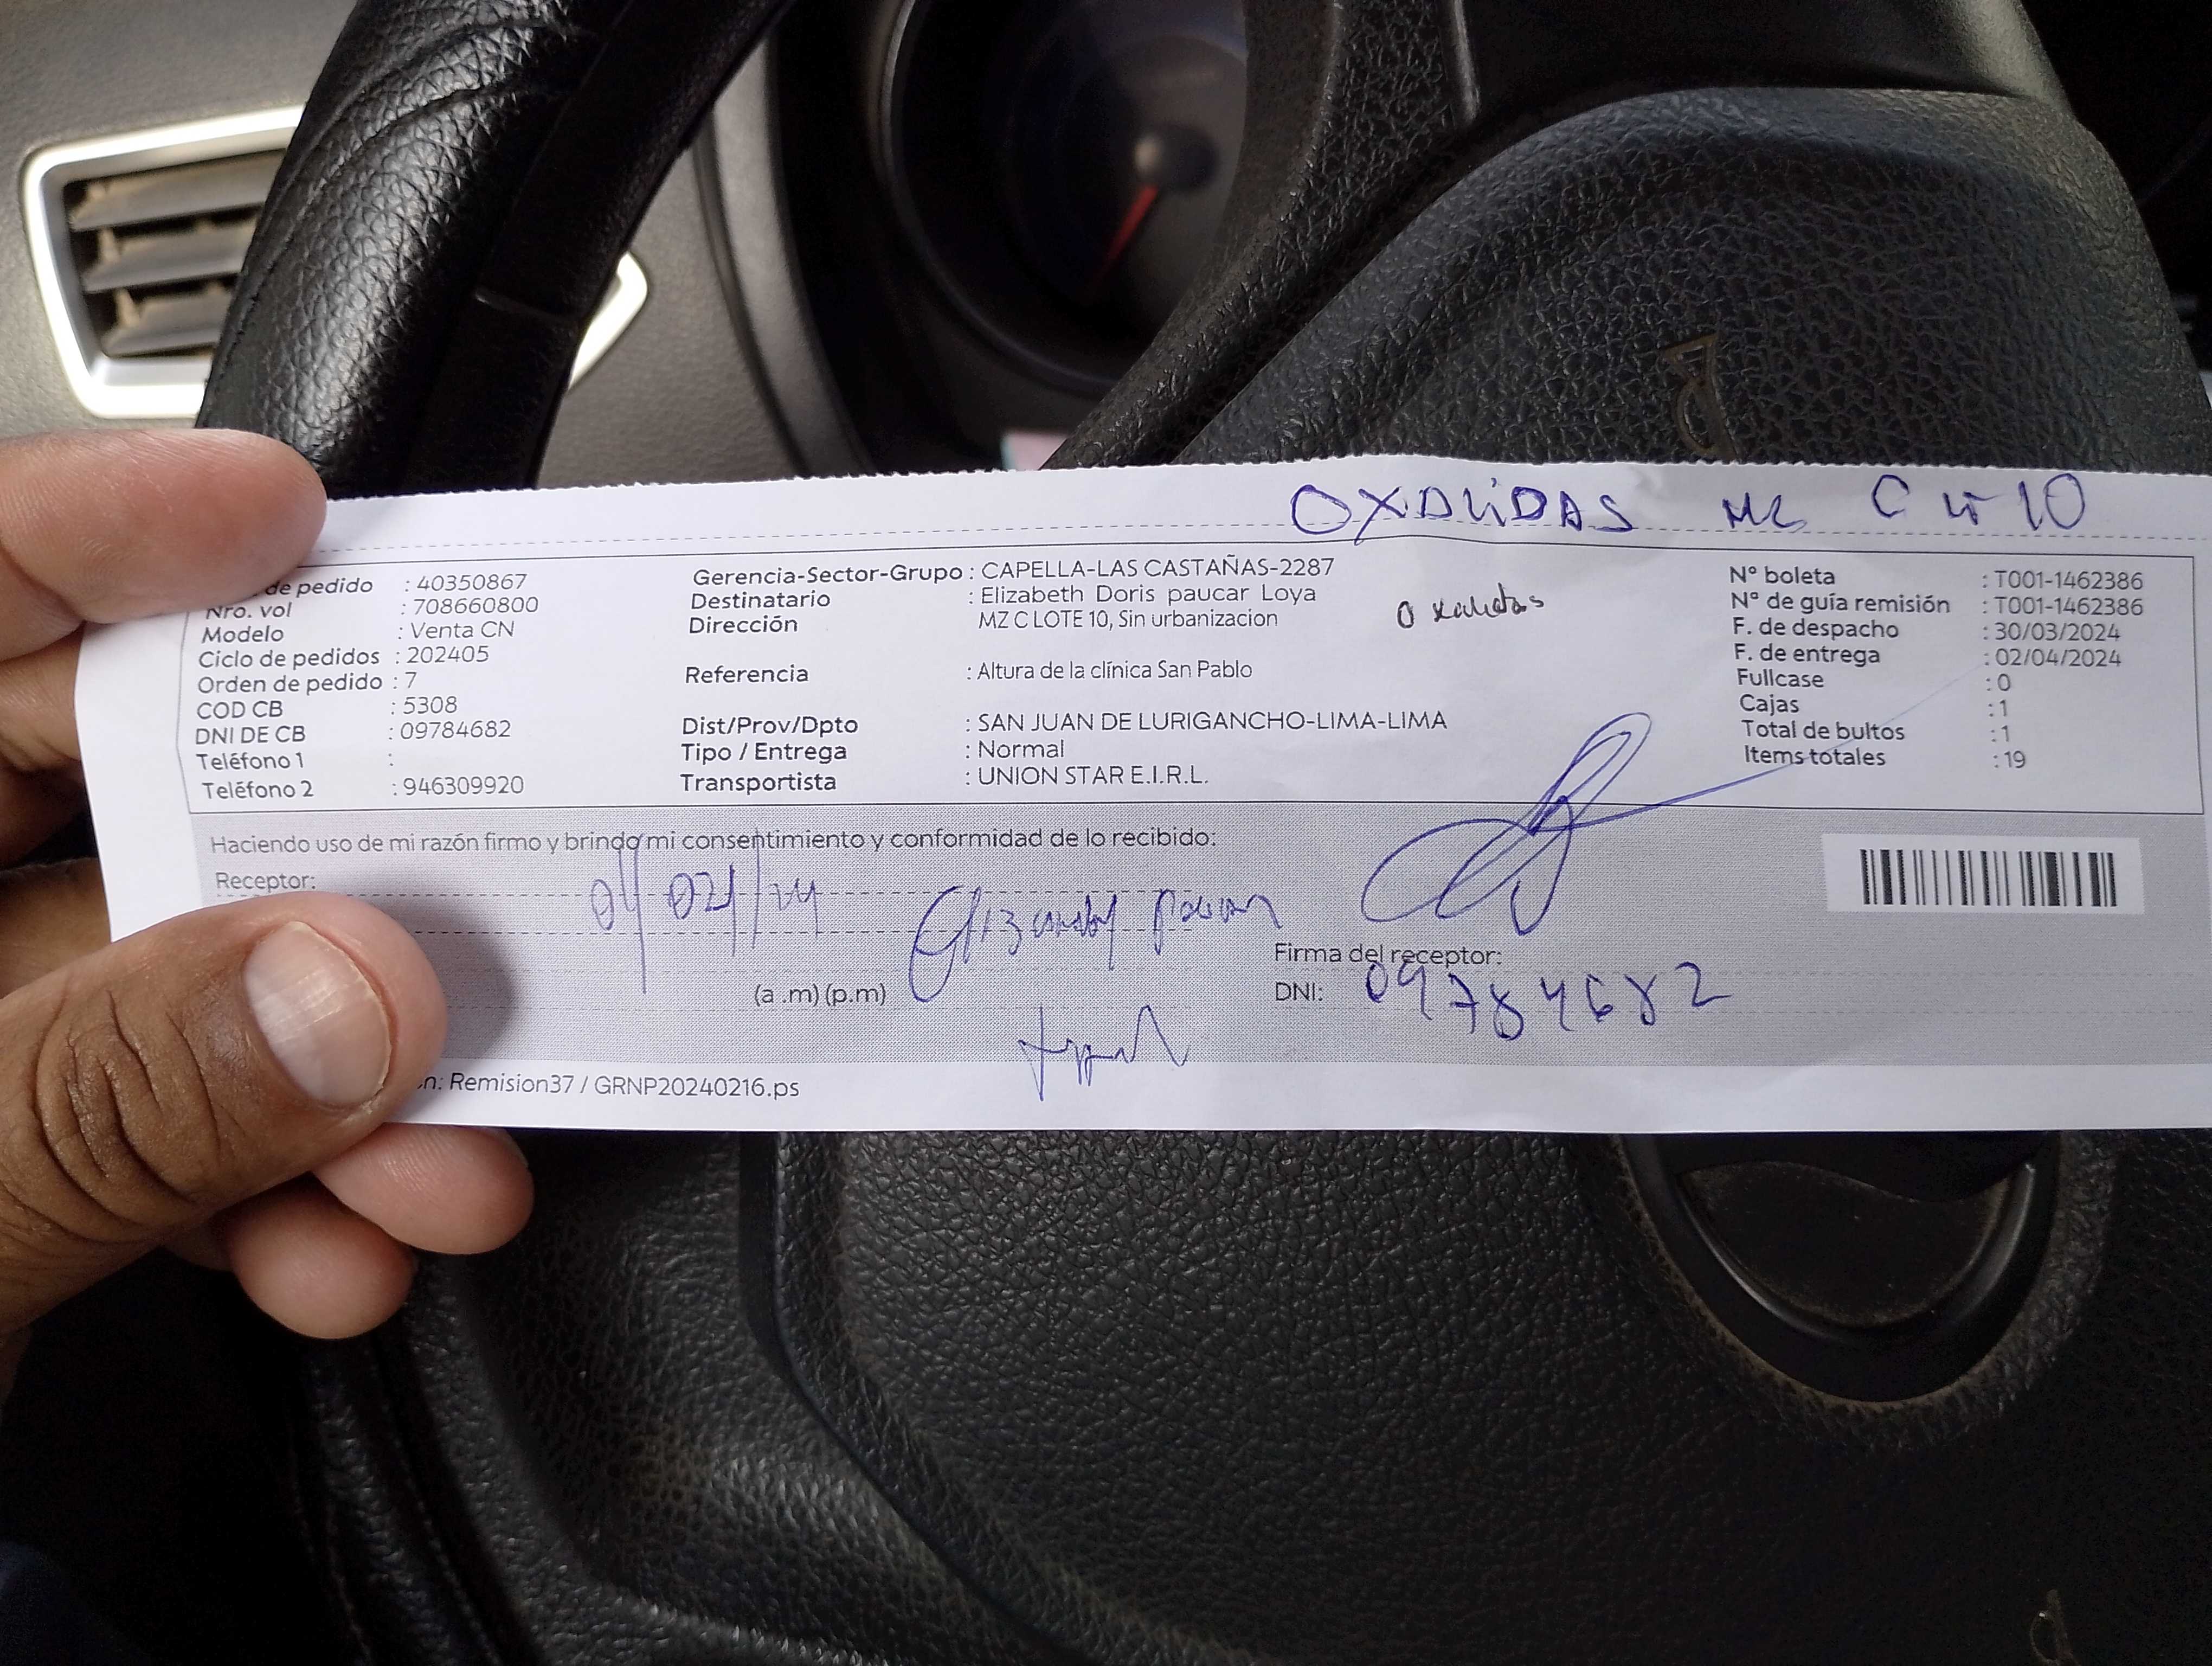 OXALIDAS MZ C LT 10
de pedido : 40350867
Nro. vol : 708660800
Modelo : Venta CN
Ciclo de pedidos : 202405
Orden de pedido : 7
COD CB : 5308
DNI DE CB : 09784682
Teléfono 1 :
Teléfono 2 : 946309920
Gerencia-Sector-Grupo : CAPELLA-LAS CASTAÑAS-2287
Destinatario : Elizabeth Doris paucar Loya
Dirección MZ C LOTE 10, Sin urbanizacion
Oxalidas
Referencia : Altura de la clínica San Pablo
Dist/Prov/Dpto : SAN JUAN DE LURIGANCHO-LIMA-LIMA
Tipo / Entrega : Normal
Transportista : UNION STAR E.I.R.L.
N° boleta : T001-1462386
N° de guía remisión : T001-1462386
F. de despacho : 30/03/2024
F. de entrega : 02/04/2024
Fullcase : 0
Cajas : 1
Total de bultos : 1
Items totales : 19
Haciendo uso de mi razón firmo y brindo mi consentimiento y conformidad de lo recibido:
Receptor:
Paucar
(a .m) (p.m)
Firma del receptor:
DNI: 09784682
n: Remision37 / GRNP20240216.ps